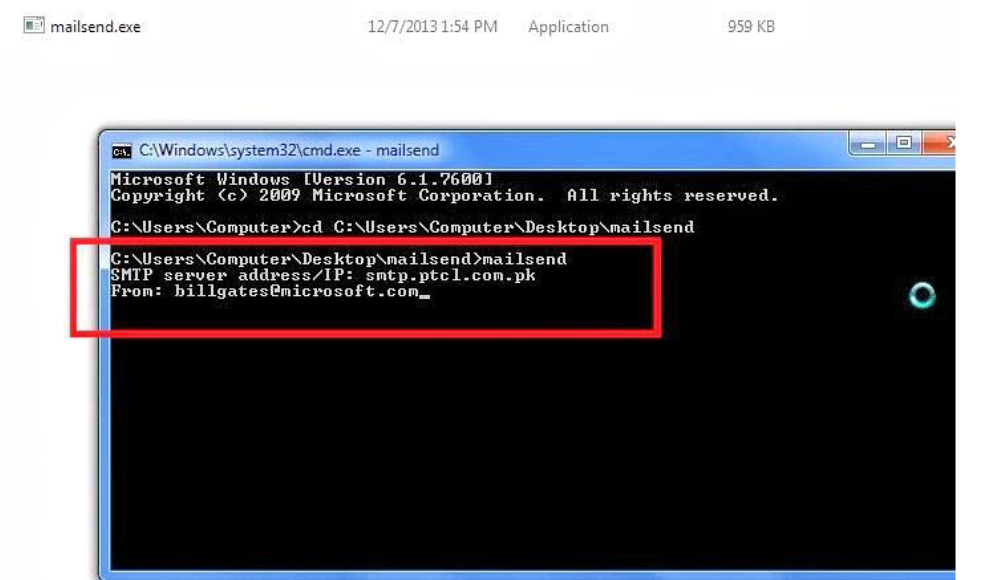 mailsend.exe 12/7/2013 1:54 PM Application 959 KB
C:\Windows\system32\cmd.exe - mailsend
Microsoft Windows [Version 6.1.7600]
Copyright (c) 2009 Microsoft Corporation.  All rights reserved.
C:\Users\Computer>cd C:\Users\Computer\Desktop\mailsend
C:\Users\Computer\Desktop\mailsend>mailsend
SMTP server address/IP: smtp.ptcl.com.pk
From: billgates@microsoft.com_